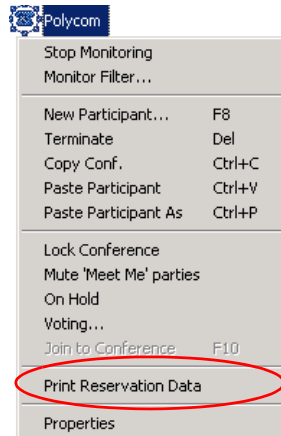 Polycom
Stop Monitoring
Monitor Filter...
New Participant... F8
Terminate Del
Copy Conf. Ctrl+C
Paste Participant Ctrl+V
Paste Participant As Ctrl+P
Lock Conference
Mute 'Meet Me' parties
On Hold
Voting...
Join to Conference F10
Print Reservation Data
Properties